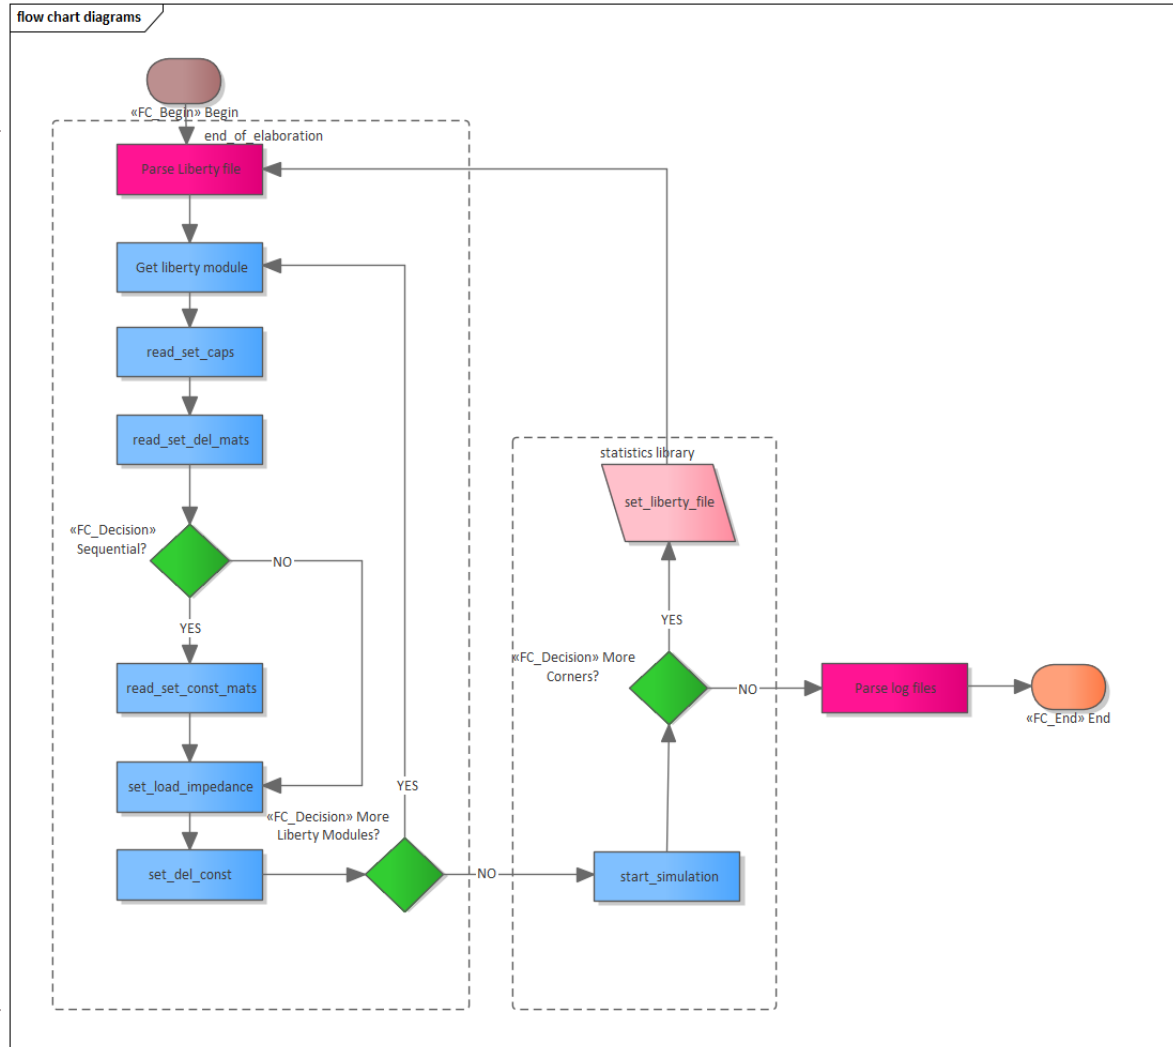 flow chart diagrams
«FC_Begin» Begin
end_of_elaboration
Parse Liberty file
Get liberty module
read_set_caps
read_set_del_mats
«FC_Decision»
Sequential?
NO
YES
read_set_const_mats
set_load_impedance
set_del_const
«FC_Decision» More
Liberty Modules?
YES
NO
statistics library
set_liberty_file
YES
«FC_Decision» More
Corners?
NO
start_simulation
Parse log files
«FC_End» End